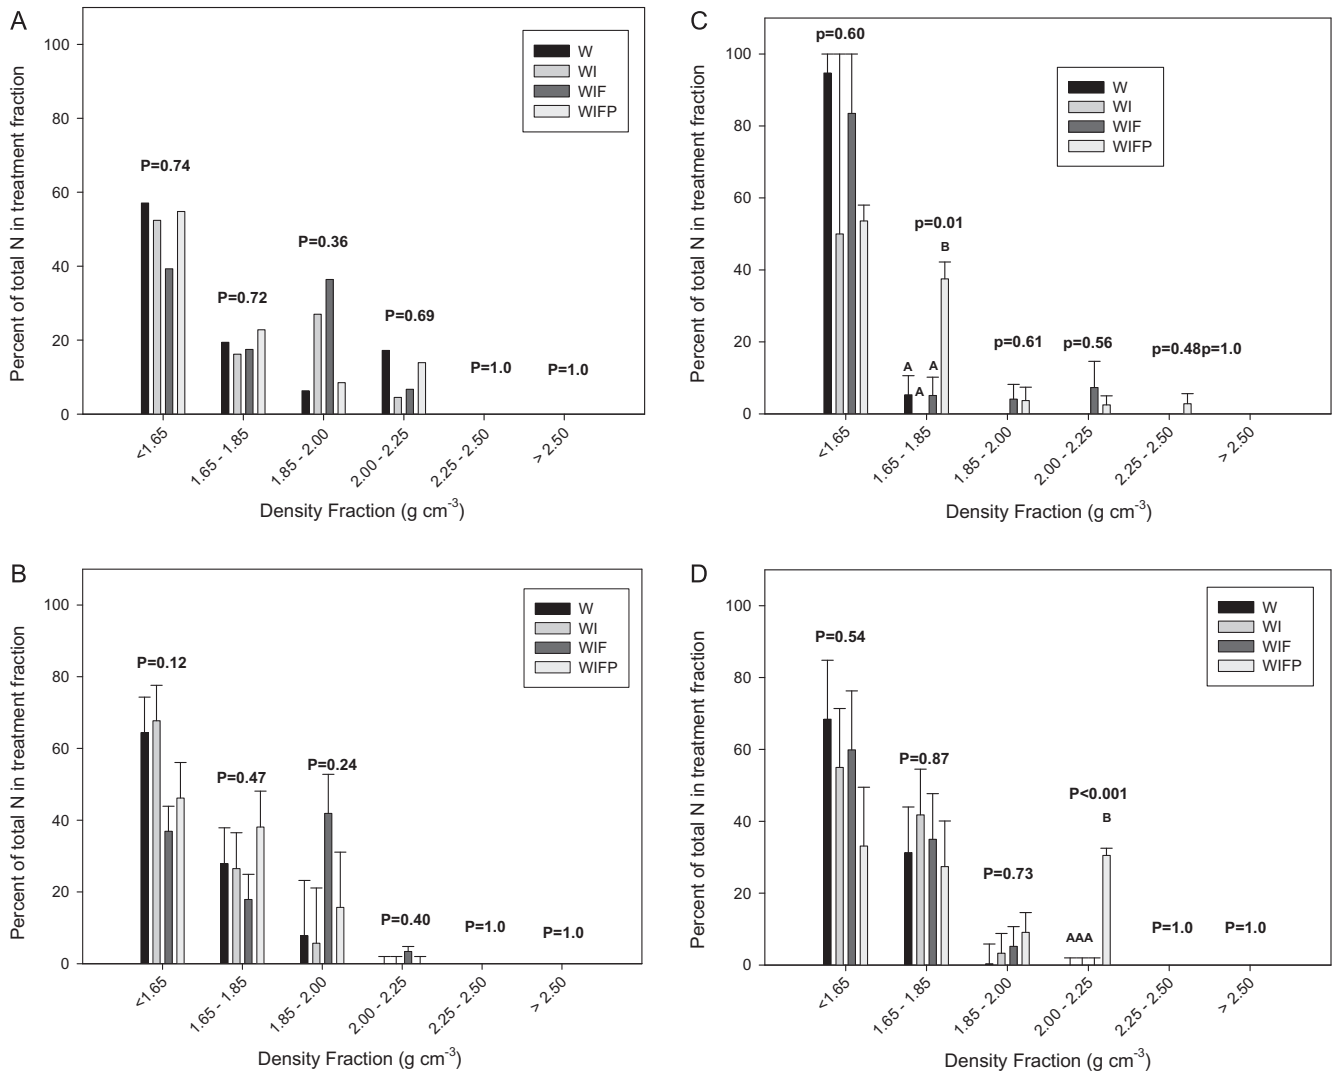 A
Percent of total N in treatment fraction
100
80
60
40
20
0
W
WI
WIF
WIFP
P=0.74
P=0.72
P=0.36
P=0.69
P=1.0
P=1.0
<1.65
1.65 - 1.85
1.85 - 2.00
2.00 - 2.25
2.25 - 2.50
> 2.50
Density Fraction (g cm-3)
C
Percent of total N in treatment fraction
100
80
60
40
20
0
W
WI
WIF
WIFP
p=0.60
p=0.01
B
A
A
A
p=0.61
p=0.56
p=0.48p=1.0
<1.65
1.65 - 1.85
1.85 - 2.00
2.00 - 2.25
2.25 - 2.50
> 2.50
Density Fraction (g cm-3)
B
Percent of total N in treatment fraction
100
80
60
40
20
0
W
WI
WIF
WIFP
P=0.12
P=0.47
P=0.24
P=0.40
P=1.0
P=1.0
<1.65
1.65 - 1.85
1.85 - 2.00
2.00 - 2.25
2.25 - 2.50
> 2.50
Density Fraction (g cm-3)
D
Percent of total N in treatment fraction
100
80
60
40
20
0
W
WI
WIF
WIFP
P=0.54
P=0.87
P=0.73
P<0.001
B
AAA
P=1.0
P=1.0
<1.65
1.65 - 1.85
1.85 - 2.00
2.00 - 2.25
2.25 - 2.50
> 2.50
Density Fraction (g cm-3)